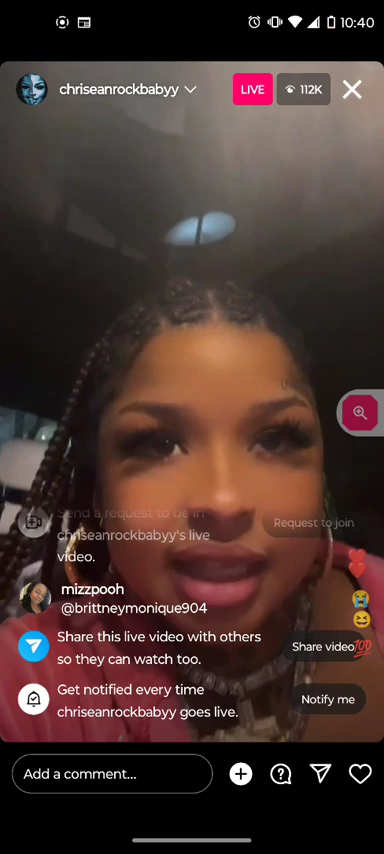 10:40
chriseanrockbabyy
LIVE
112K
Send a request to be in
chriseanrockbabyy's live
video.
Request to join
mizzpooh
@brittneymonique904
Share this live video with others
so they can watch too.
Share video
Get notified every time
chriseanrockbabyy goes live.
Notify me
Add a comment...